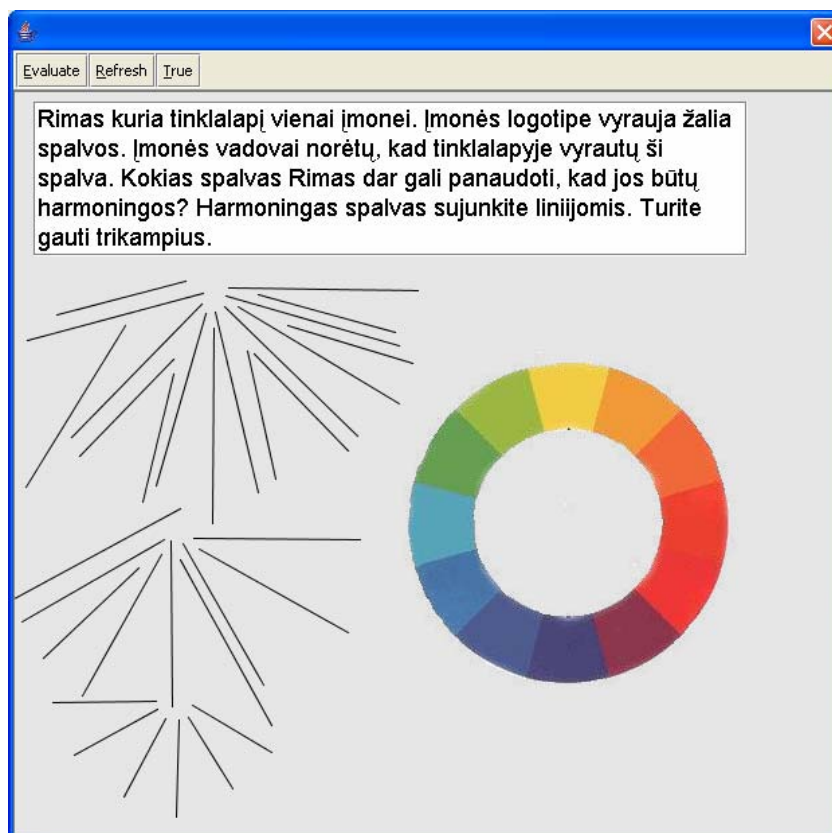 Evaluate Refresh True
Rimas kuria tinklalapį vienai įmonei. Įmonės logotipe vyrauja žalia
spalvos. Įmonės vadovai norėtų, kad tinklalapyje vyrautų ši
spalva. Kokias spalvas Rimas dar gali panaudoti, kad jos būtų
harmoningos? Harmoningas spalvas sujunkite liniijomis. Turite
gauti trikampius.